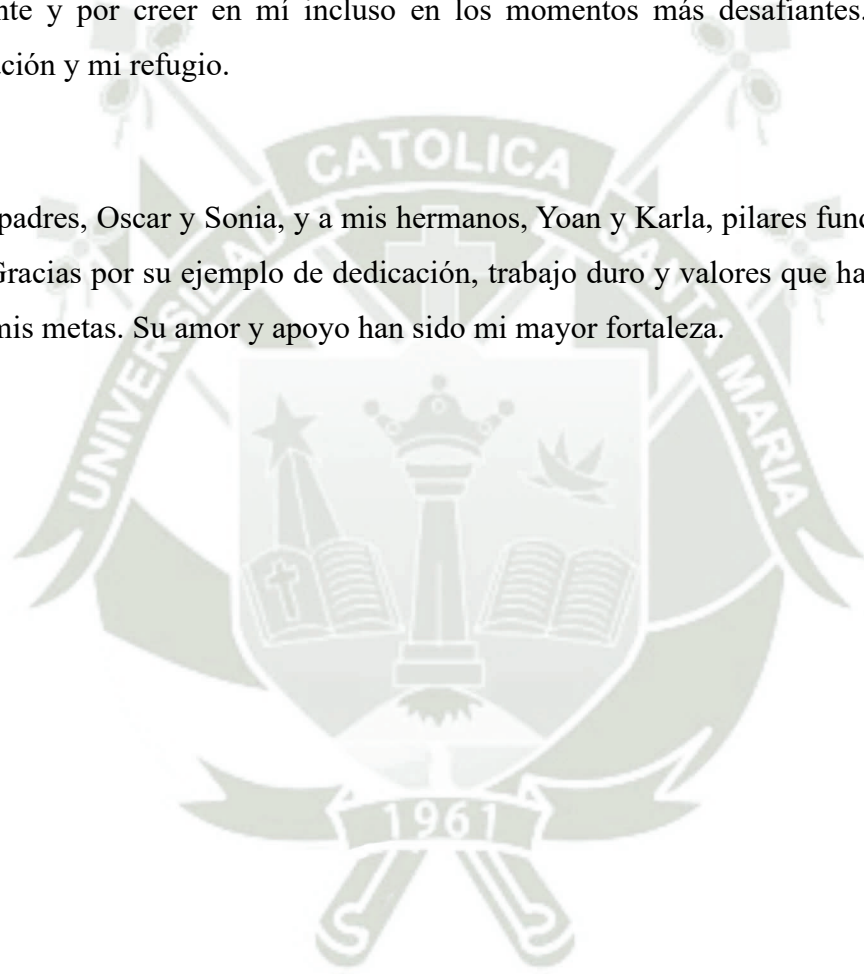 nte y por creer en mí incluso en los momentos más desafiantes.
ción y mi refugio.
CATOLICA
padres, Oscar y Sonia, y a mis hermanos, Yoan y Karla, pilares
Gracias por su ejemplo de dedicación, trabajo duro y valores que ha
mis metas. Su amor y apoyo han sido mi mayor fortaleza.
UNIVERSIDAD
SANTA MARIA
1961